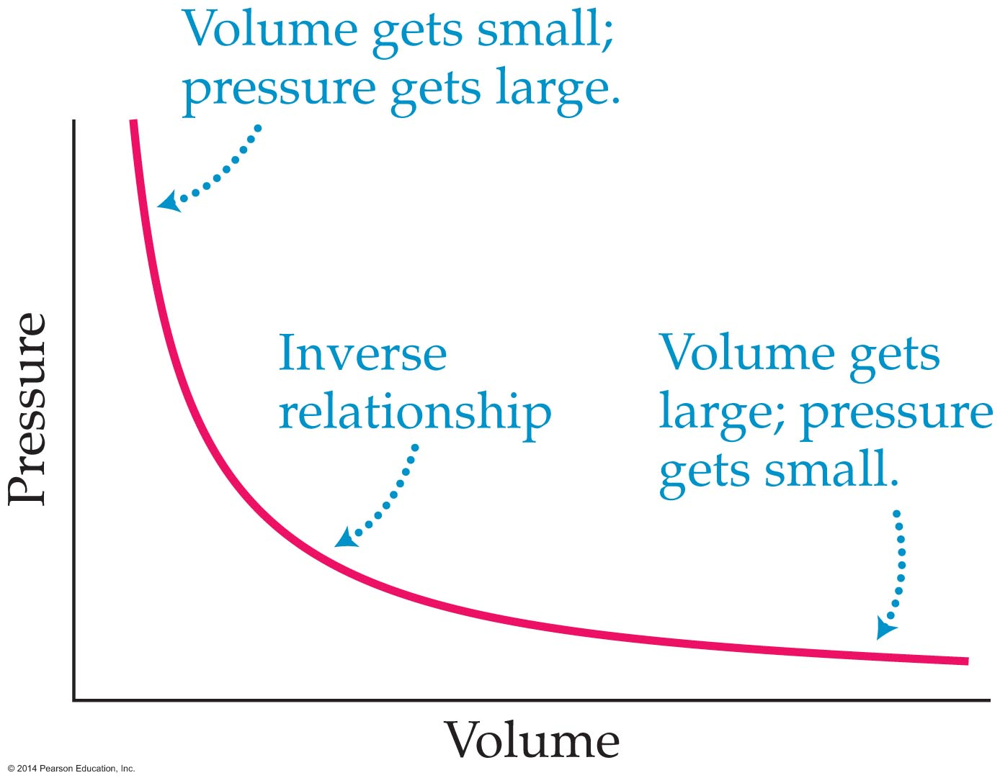 Volume gets small;
pressure gets large.
Inverse
relationship
Volume gets
large; pressure
gets small.
Pressure
Volume
© 2014 Pearson Education, Inc.